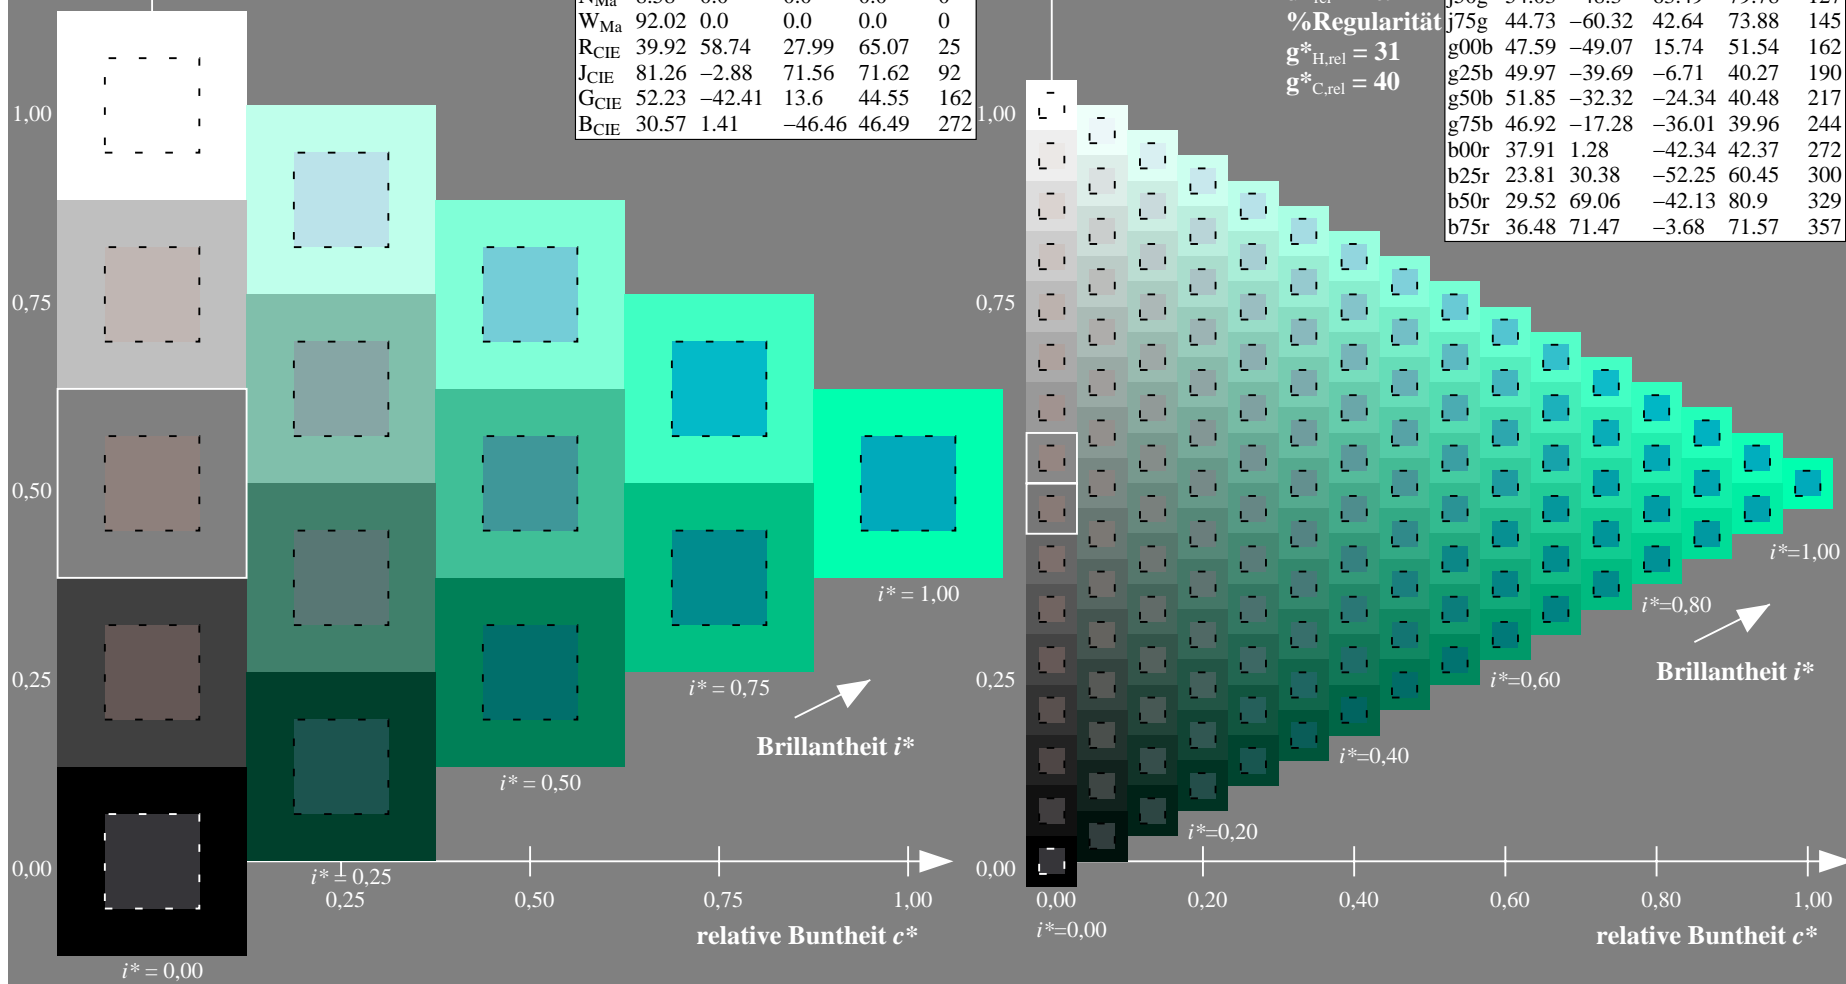 W_Ma 92.02 0.0 0.0 0.0 0
R_CIE 39.92 58.74 27.99 65.07 25
J_CIE 81.26 −2.88 71.56 71.62 92
G_CIE 52.23 −42.41 13.6 44.55 162
B_CIE 30.57 1.41 −46.46 46.49 272
%Regularität
g*_H,rel = 31
g*_C,rel = 40
j75g 44.73 −60.32 42.64 73.88 145
g00b 47.59 −49.07 15.74 51.54 162
g25b 49.97 −39.69 −6.71 40.27 190
g50b 51.85 −32.32 −24.34 40.48 217
g75b 46.92 −17.28 −36.01 39.96 244
b00r 37.91 1.28 −42.34 42.37 272
b25r 23.81 30.38 −52.25 60.45 300
b50r 29.52 69.06 −42.13 80.9 329
b75r 36.48 71.47 −3.68 71.57 357
1,00
0,75
0,50
0,25
0,00
i* = 1,00
i* = 0,75
Brillantheit i*
i* = 0,50
i* = 0,25
0,25 0,50 0,75 1,00
relative Buntheit c*
i* = 0,00
1,00
0,75
0,50
0,25
0,00
i*=1,00
i*=0,80
Brillantheit i*
i*=0,60
i*=0,40
i*=0,20
0,00 0,20 0,40 0,60 0,80 1,00
i*=0,00
relative Buntheit c*